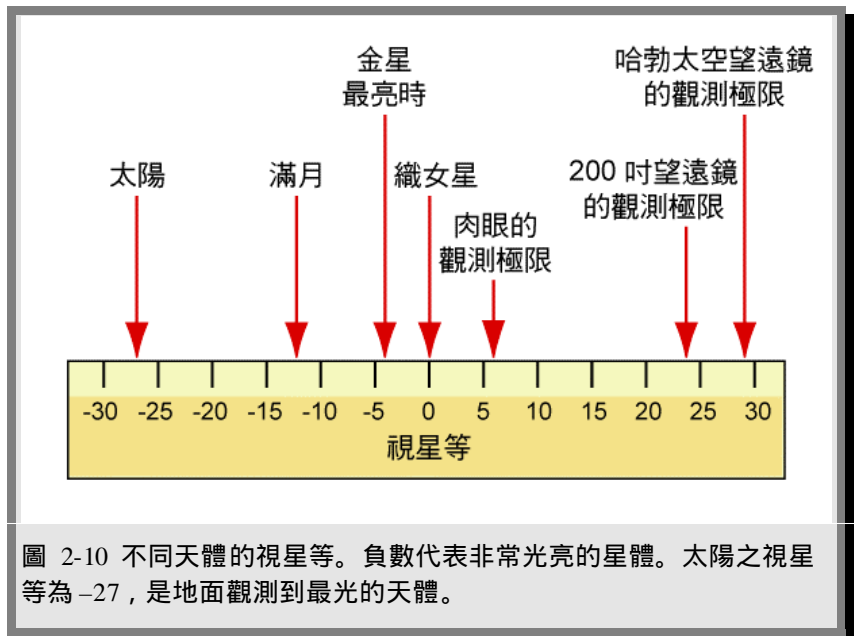 金星
最亮時
哈勃太空望遠鏡
的觀測極限
太陽
滿月
織女星
200 吋望遠鏡
的觀測極限
肉眼的
觀測極限
-30 -25 -20 -15 -10 -5 0 5 10 15 20 25 30
視星等
圖 2-10 不同天體的視星等。負數代表非常光亮的星體。太陽之視星
等為 –27，是地面觀測到最光的天體。